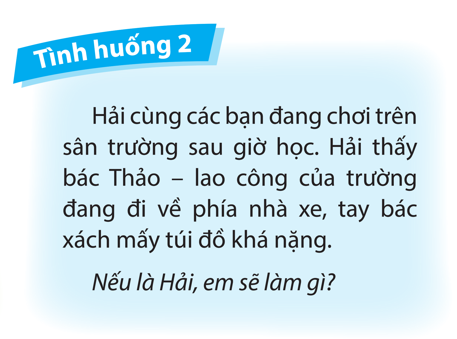 Tình huống 2
Hải cùng các bạn đang chơi trên
sân trường sau giờ học. Hải thấy
bác Thảo – lao công của trường
đang đi về phía nhà xe, tay bác
xách mấy túi đồ khá nặng.
Nếu là Hải, em sẽ làm gì?